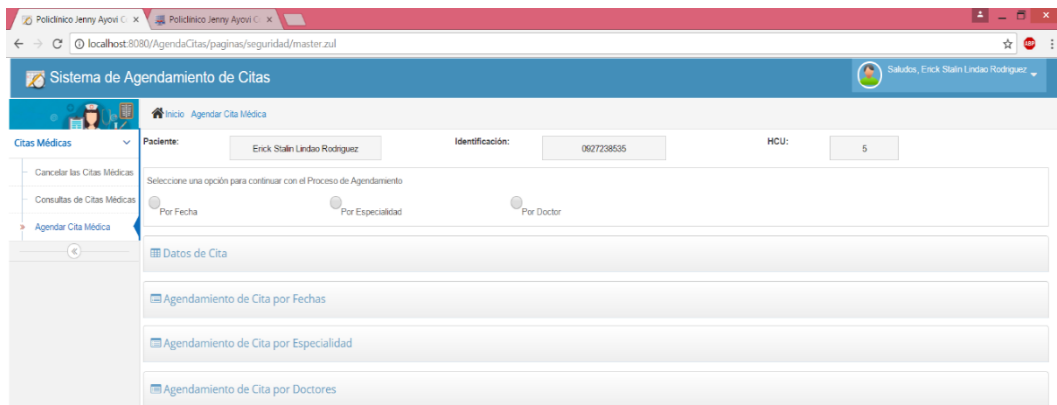 Policlínico Jenny Ayovi C
Policlínico Jenny Ayovi C
localhost:8080/AgendaCitas/paginas/seguridad/master.zul
ABP
Sistema de Agendamiento de Citas
Saludos, Erick Stalin Lindao Rodriguez
Inicio Agendar Cita Médica
Citas Médicas
Cancelar las Citas Médicas
Consultas de Citas Médicas
Agendar Cita Médica
Paciente: Erick Stalin Lindao Rodriguez Identificación: 0927238535 HCU: 5
Seleccione una opción para continuar con el Proceso de Agendamiento
Por Fecha Por Especialidad Por Doctor
Datos de Cita
Agendamiento de Cita por Fechas
Agendamiento de Cita por Especialidad
Agendamiento de Cita por Doctores